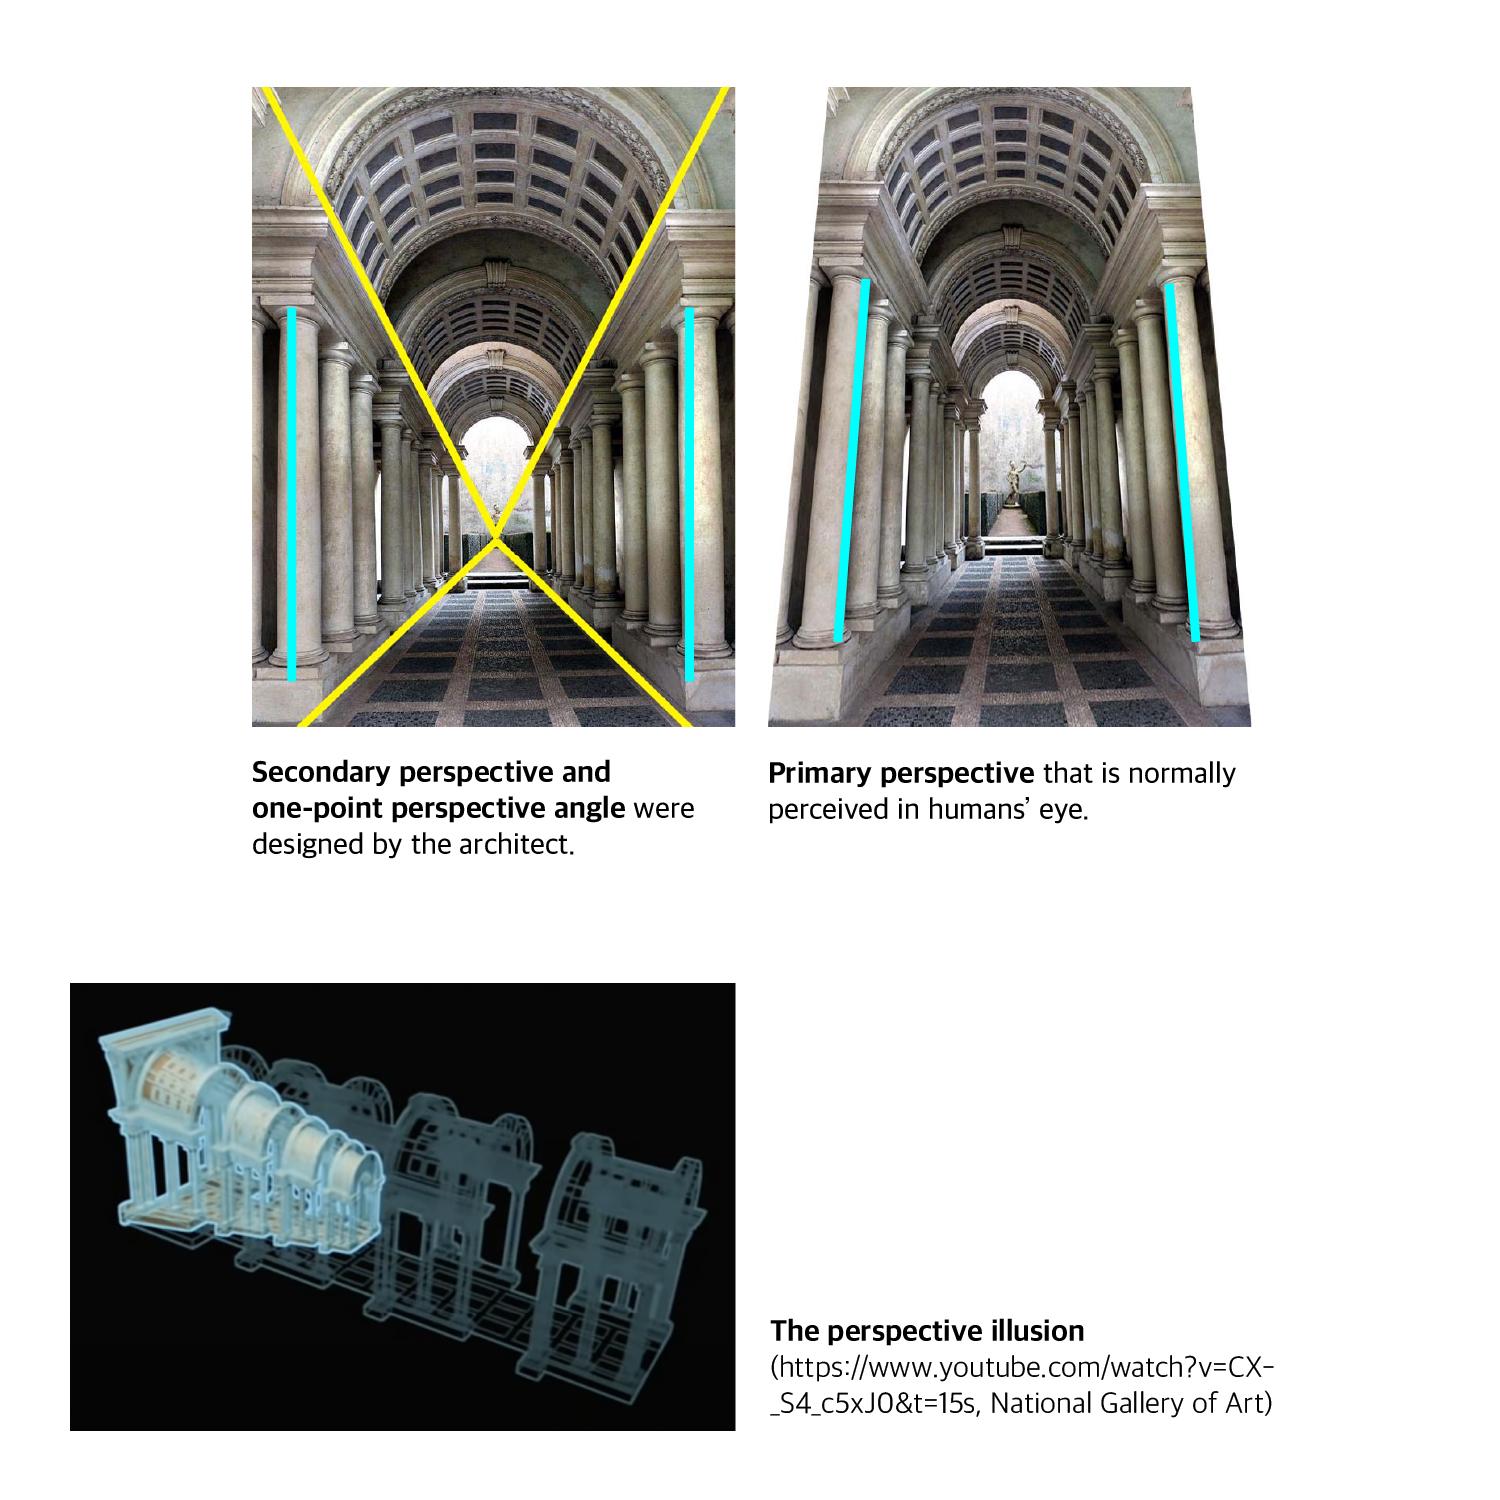 Secondary perspective and
one-point perspective angle were
designed by the architect.
Primary perspective that is normally
perceived in humans’ eye.
The perspective illusion
(https://www.youtube.com/watch?v=CX-
_S4_c5xJ0&t=15s, National Gallery of Art)